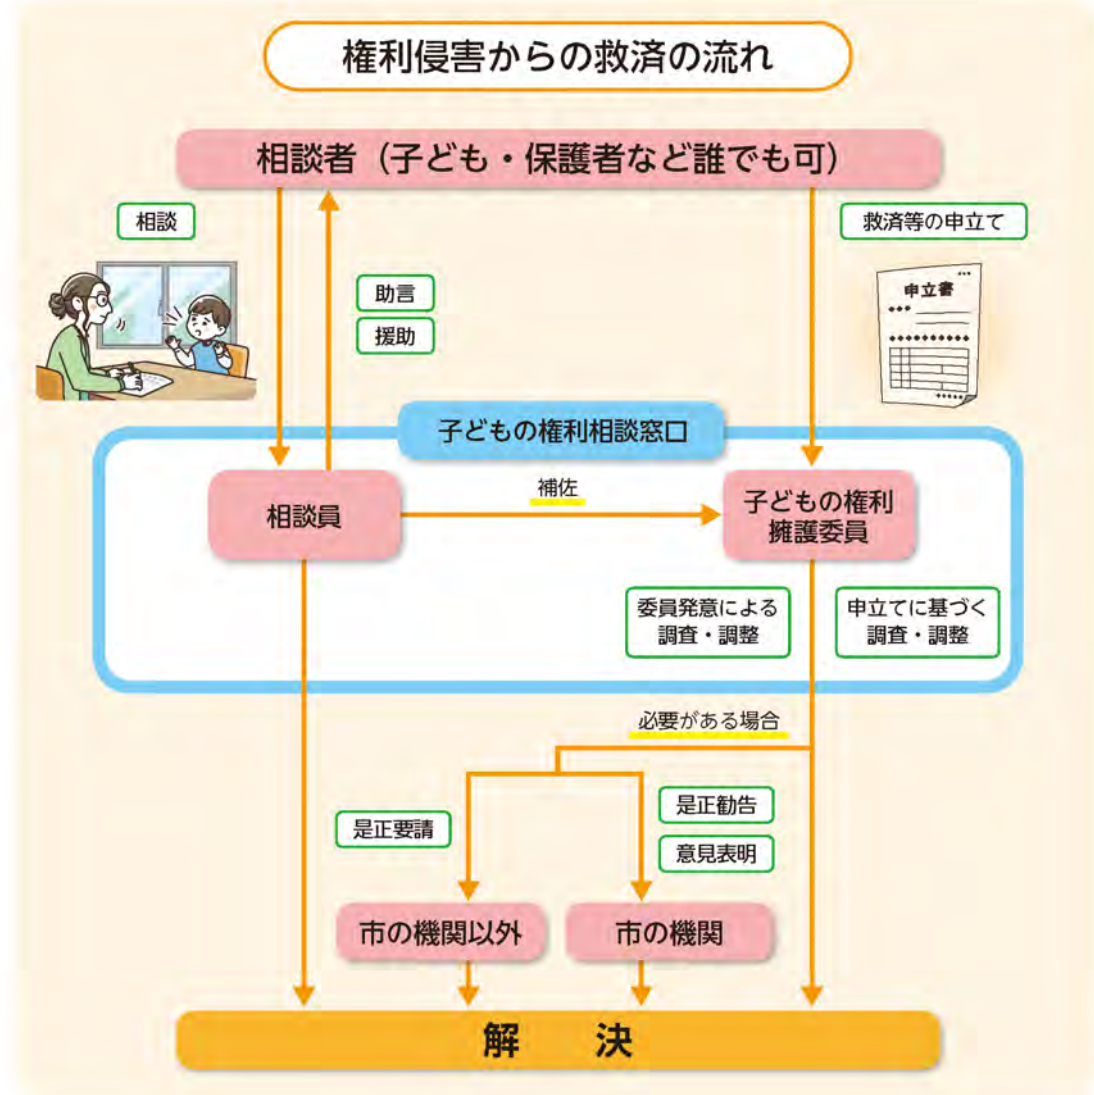 権利侵害からの救済の流れ
相談者（子ども・保護者など誰でも可）
相談
救済等の申立て
助言
援助
申立書
子どもの権利相談窓口
相談員
補佐
子どもの権利
擁護委員
委員発意による
調査・調整
申立てに基づく
調査・調整
必要がある場合
是正要請
是正勧告
意見表明
市の機関以外
市の機関
解　決